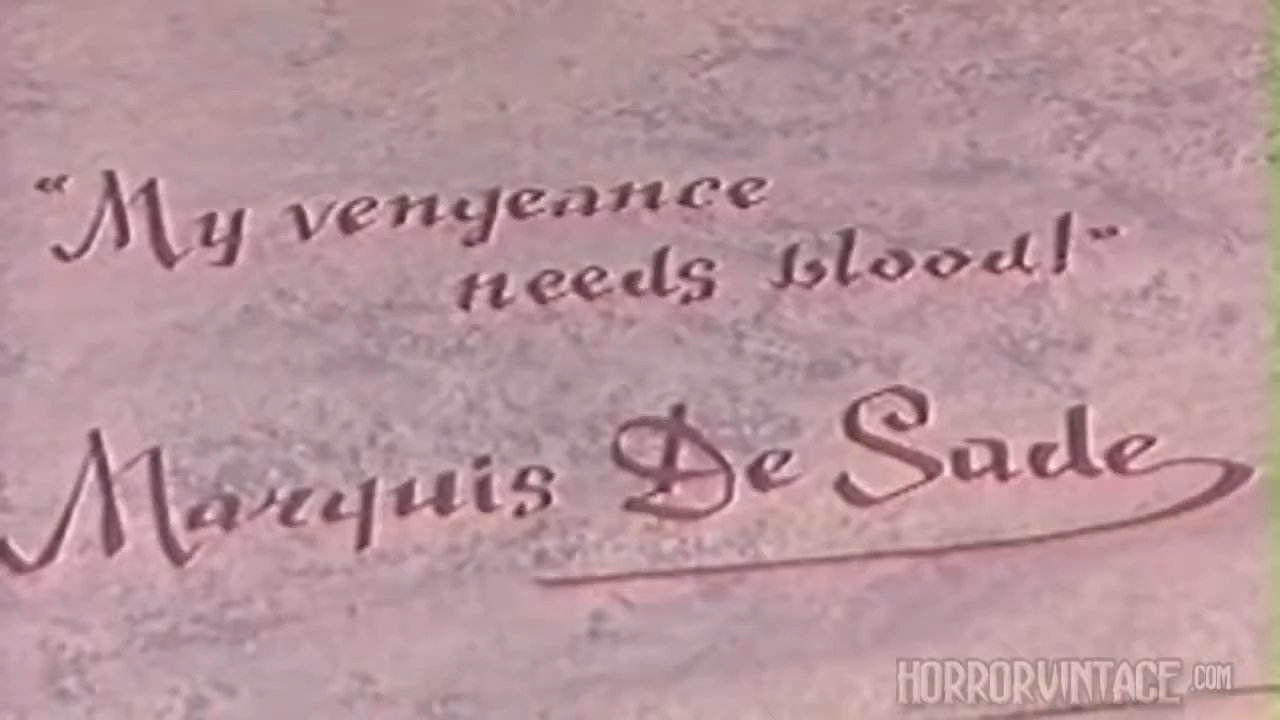 “My vengeance
needs blood!”
Marquis De Sade
HORRORVINTAGE.COM